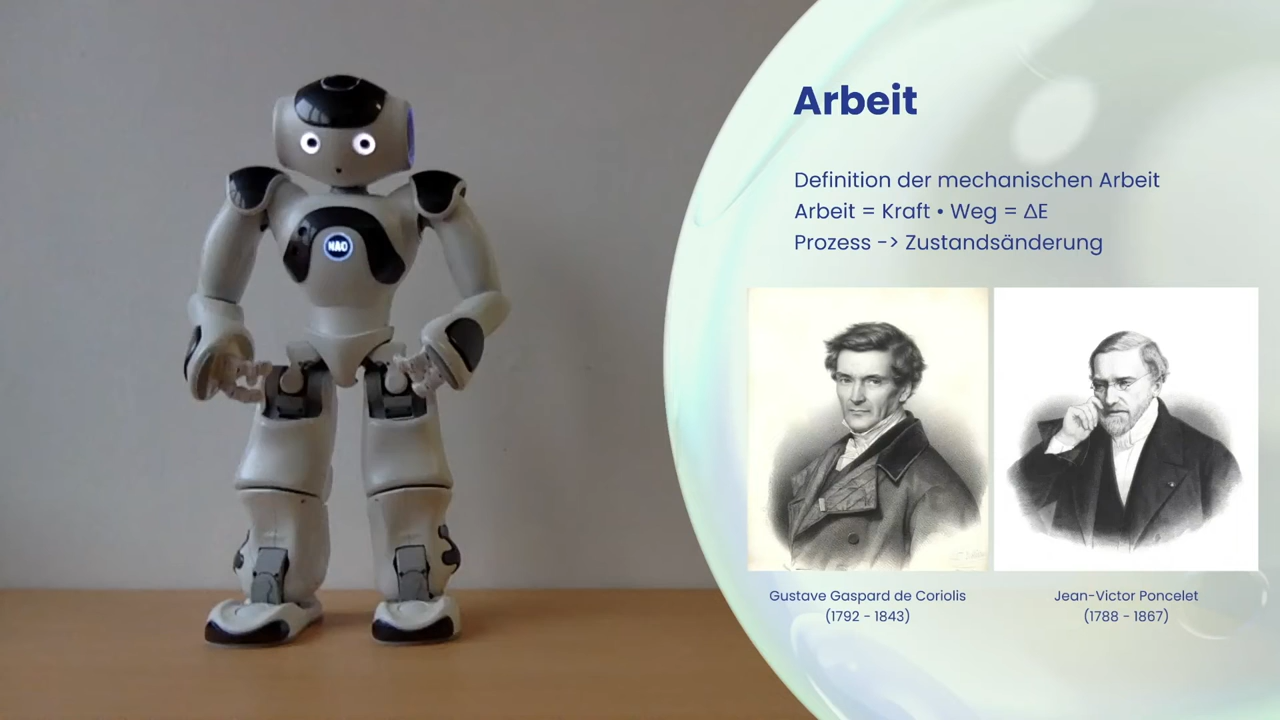 NAO
Arbeit
Definition der mechanischen Arbeit
Arbeit = Kraft • Weg = ΔE
Prozess -> Zustandsänderung
Gustave Gaspard de Coriolis
(1792 - 1843)
Jean-Victor Poncelet
(1788 - 1867)